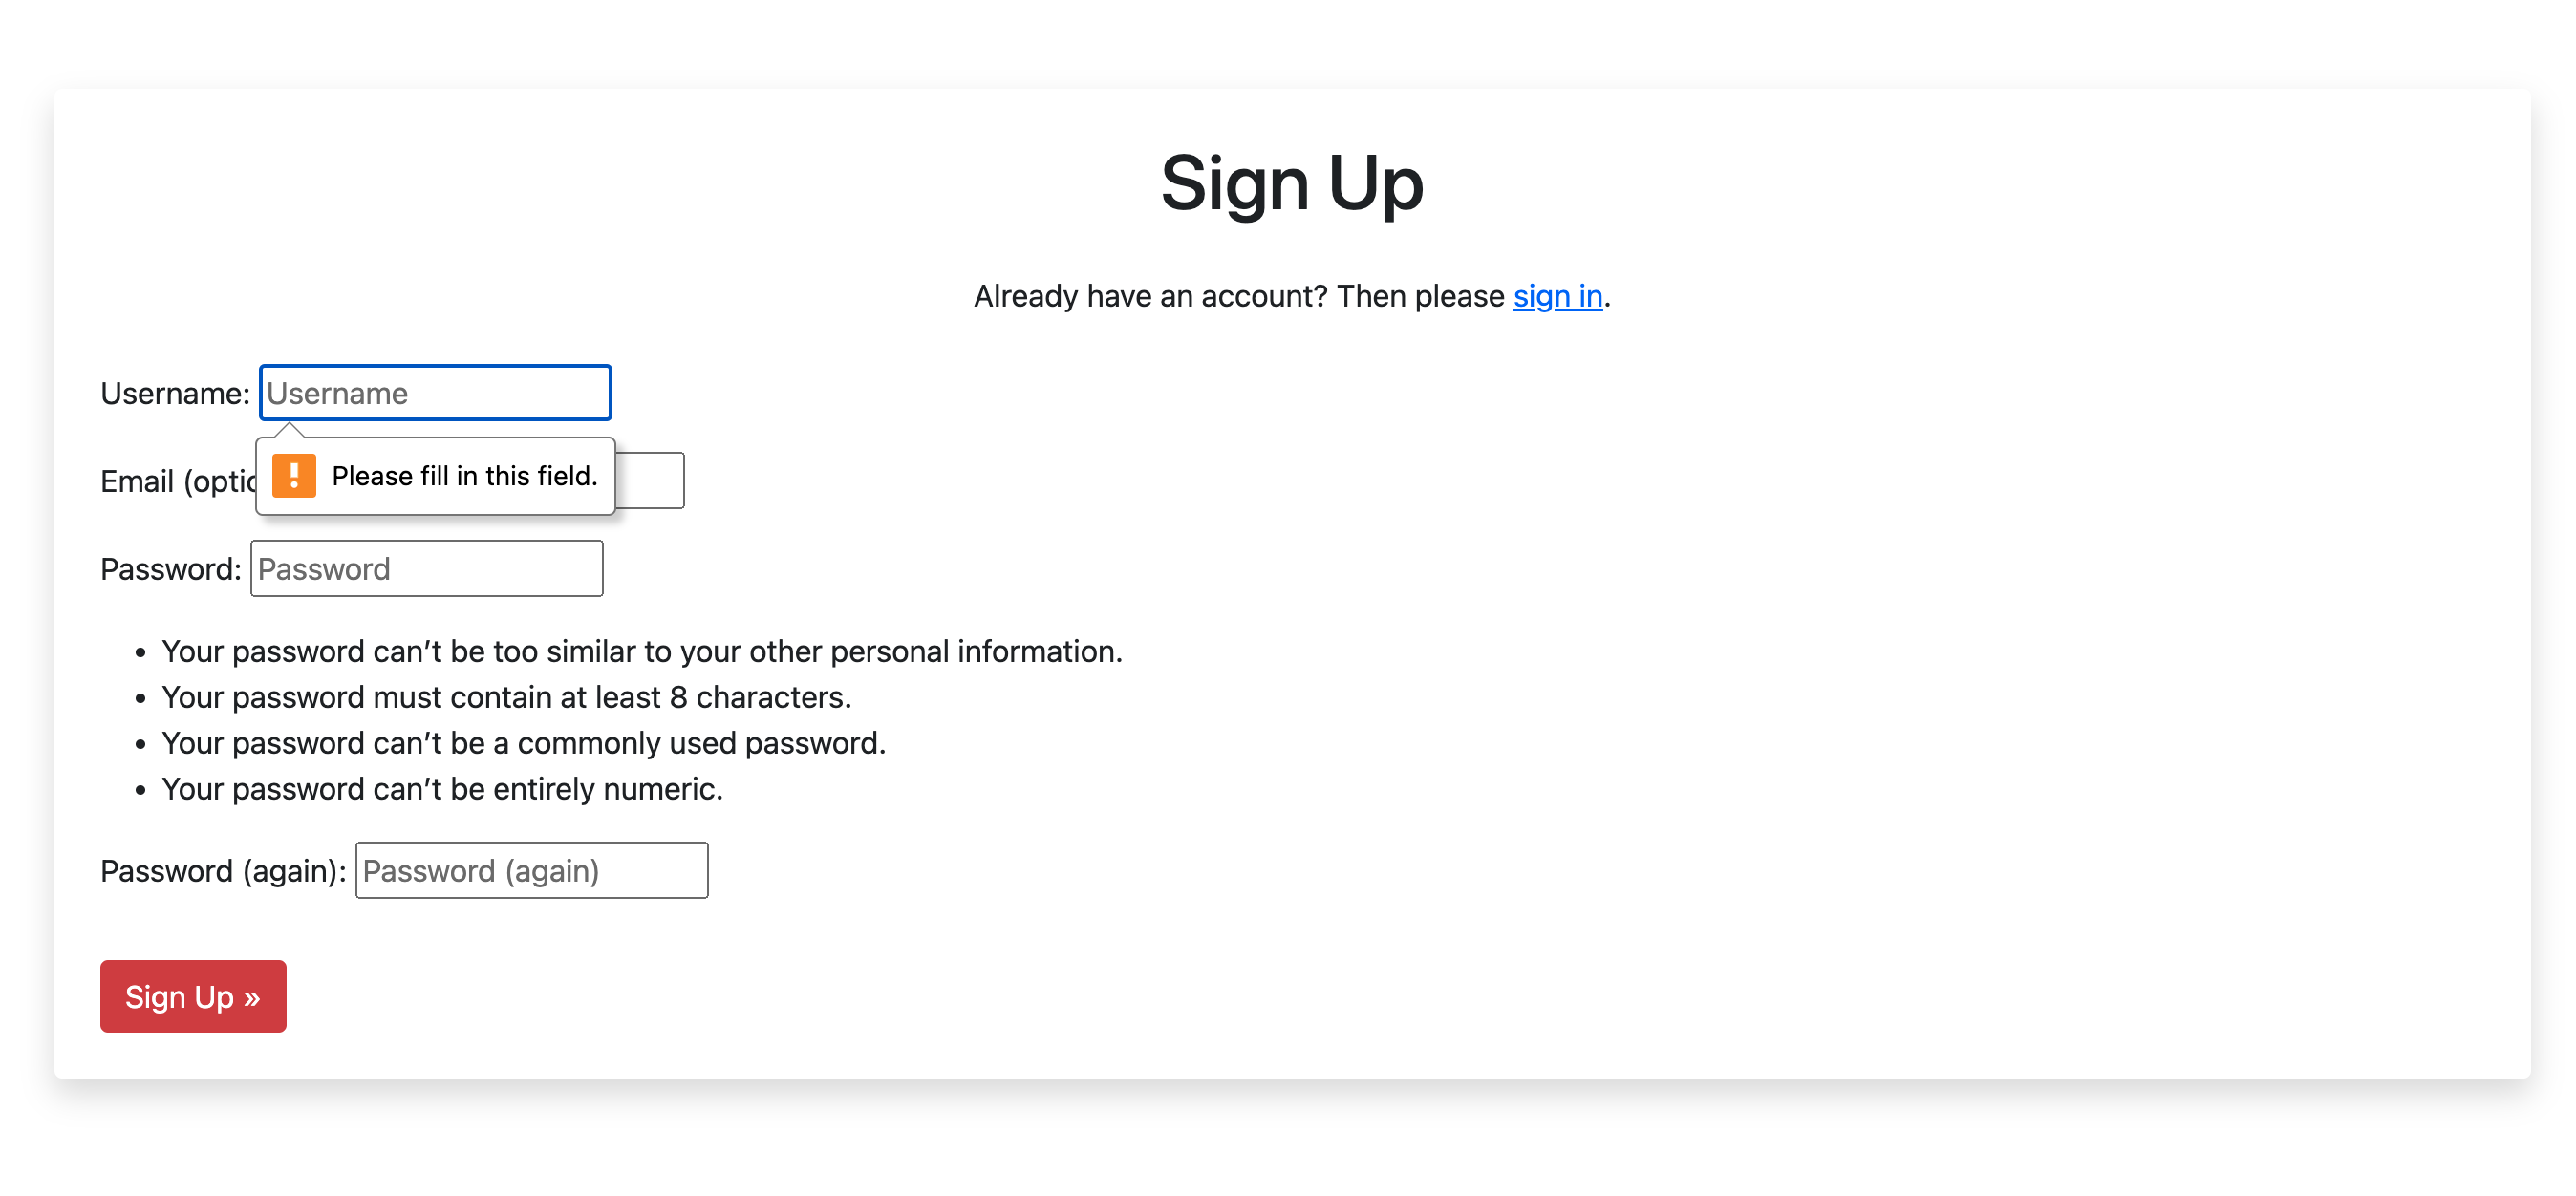 Sign Up
Already have an account? Then please sign in.
Username: Username
Please fill in this field.
Email
Password: Password
• Your password can’t be too similar to your other personal information.
• Your password must contain at least 8 characters.
• Your password can’t be a commonly used password.
• Your password can’t be entirely numeric.
Password (again): Password (again)
Sign Up »